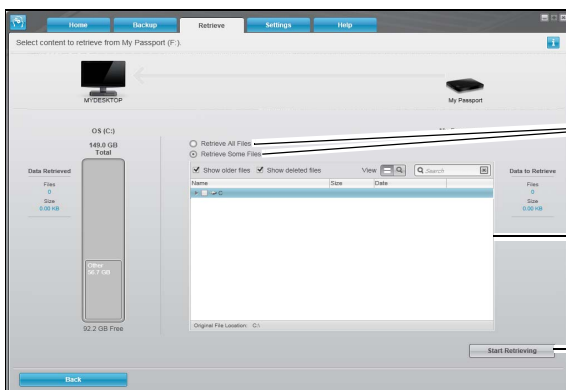 Home Backup Retrieve Settings Help
Select content to retrieve from My Passport (F:).
MYDESKTOP
My Passport
OS (C:)
149.0 GB
Total
Retrieve All Files
Retrieve Some Files
Show older files Show deleted files View Search
Data Retrieved
Files
0
Size
0.00 KB
Name Size Date
C
Data to Retrieve
Files
0
Size
0.00 KB
Other
56.7 GB
92.2 GB Free
Original File Location: C:\
Start Retrieving
Back